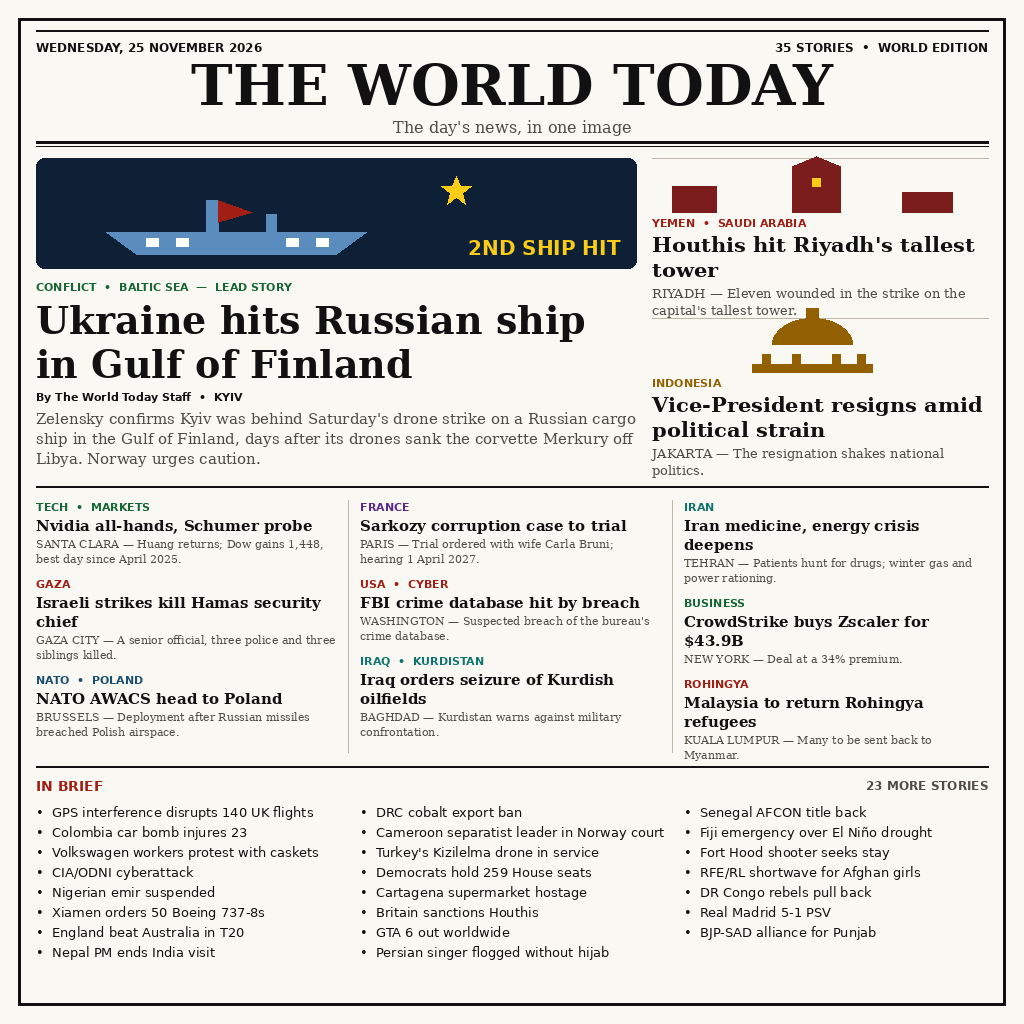 WEDNESDAY, 25 NOVEMBER 2026
35 STORIES • WORLD EDITION
THE WORLD TODAY
The day's news, in one image
2ND SHIP HIT
CONFLICT • BALTIC SEA — LEAD STORY
Ukraine hits Russian ship
in Gulf of Finland
By The World Today Staff • KYIV
Zelensky confirms Kyiv was behind Saturday's drone strike on a Russian cargo
ship in the Gulf of Finland, days after its drones sank the corvette Merkury off
Libya. Norway urges caution.
YEMEN • SAUDI ARABIA
Houthis hit Riyadh's tallest
tower
RIYADH — Eleven wounded in the strike on the
capital's tallest tower.
INDONESIA
Vice-President resigns amid
political strain
JAKARTA — The resignation shakes national
politics.
TECH • MARKETS
Nvidia all-hands, Schumer probe
SANTA CLARA — Huang returns; Dow gains 1,448,
best day since April 2025.
GAZA
Israeli strikes kill Hamas security
chief
GAZA CITY — A senior official, three police and three
siblings killed.
NATO • POLAND
NATO AWACS head to Poland
BRUSSELS — Deployment after Russian missiles
breached Polish airspace.
FRANCE
Sarkozy corruption case to trial
PARIS — Trial ordered with wife Carla Bruni;
hearing 1 April 2027.
USA • CYBER
FBI crime database hit by breach
WASHINGTON — Suspected breach of the bureau's
crime database.
IRAQ • KURDISTAN
Iraq orders seizure of Kurdish
oilfields
BAGHDAD — Kurdistan warns against military
confrontation.
IRAN
Iran medicine, energy crisis
deepens
TEHRAN — Patients hunt for drugs; winter gas and
power rationing.
BUSINESS
CrowdStrike buys Zscaler for
$43.9B
NEW YORK — Deal at a 34% premium.
ROHINGYA
Malaysia to return Rohingya
refugees
KUALA LUMPUR — Many to be sent back to
Myanmar.
IN BRIEF
23 MORE STORIES
• GPS interference disrupts 140 UK flights
• Colombia car bomb injures 23
• Volkswagen workers protest with caskets
• CIA/ODNI cyberattack
• Nigerian emir suspended
• Xiamen orders 50 Boeing 737-8s
• England beat Australia in T20
• Nepal PM ends India visit
• DRC cobalt export ban
• Cameroon separatist leader in Norway court
• Turkey's Kizilelma drone in service
• Democrats hold 259 House seats
• Cartagena supermarket hostage
• Britain sanctions Houthis
• GTA 6 out worldwide
• Persian singer flogged without hijab
• Senegal AFCON title back
• Fiji emergency over El Niño drought
• Fort Hood shooter seeks stay
• RFE/RL shortwave for Afghan girls
• DR Congo rebels pull back
• Real Madrid 5-1 PSV
• BJP-SAD alliance for Punjab